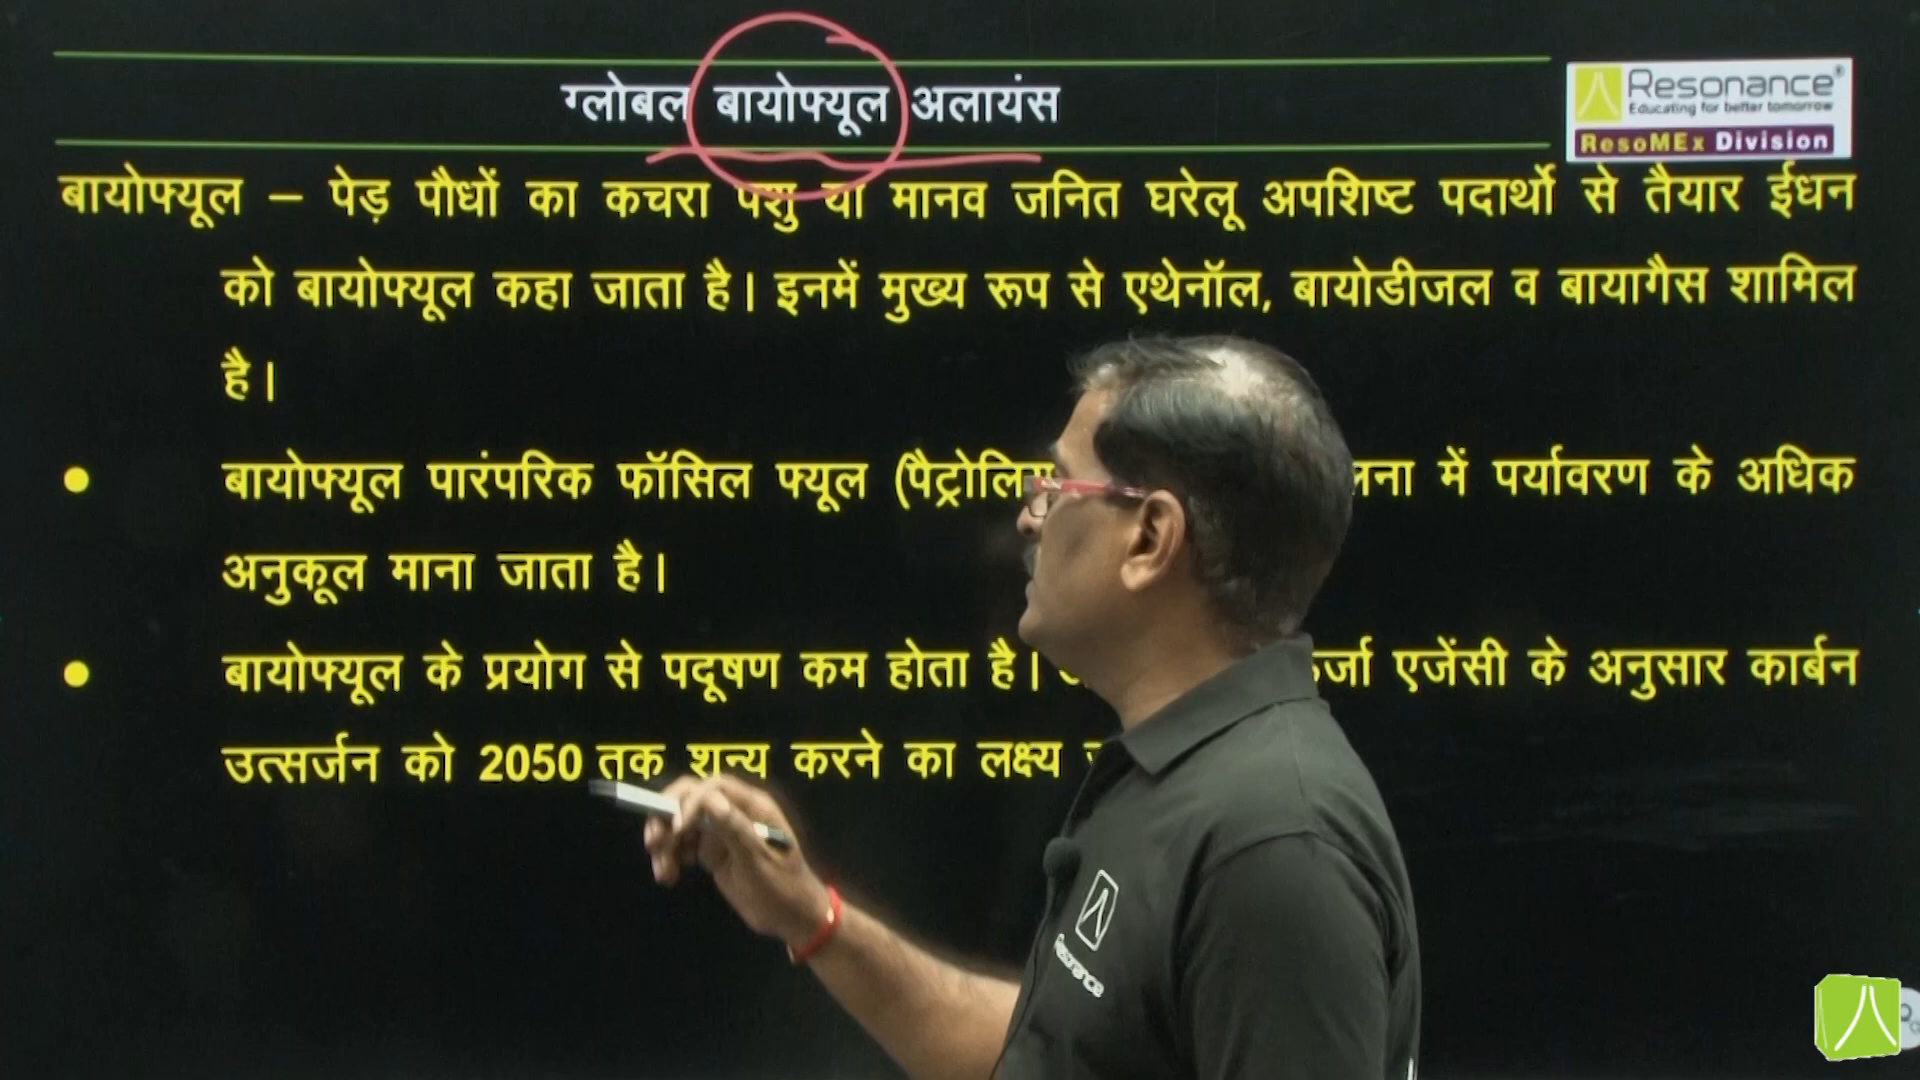 ग्लोबल बायोफ्यूल अलायंस
Resonance®
Educating for better tomorrow
ResoMEx Division
बायोफ्यूल – पेड़ पौधों का कचरा पशु या मानव जनित घरेलू अपशिष्ट पदार्थो से तैयार ईधन
को बायोफ्यूल कहा जाता है। इनमें मुख्य रूप से एथेनॉल, बायोडीजल व बायागैस शामिल
है।
• बायोफ्यूल पारंपरिक फॉसिल फ्यूल (पैट्रोलि में पर्यावरण के अधिक
अनुकूल माना जाता है।
• बायोफ्यूल के प्रयोग से पदूषण कम होता है। एजेंसी के अनुसार कार्बन
उत्सर्जन को 2050 तक शून्य करने का लक्ष्य
Resonance